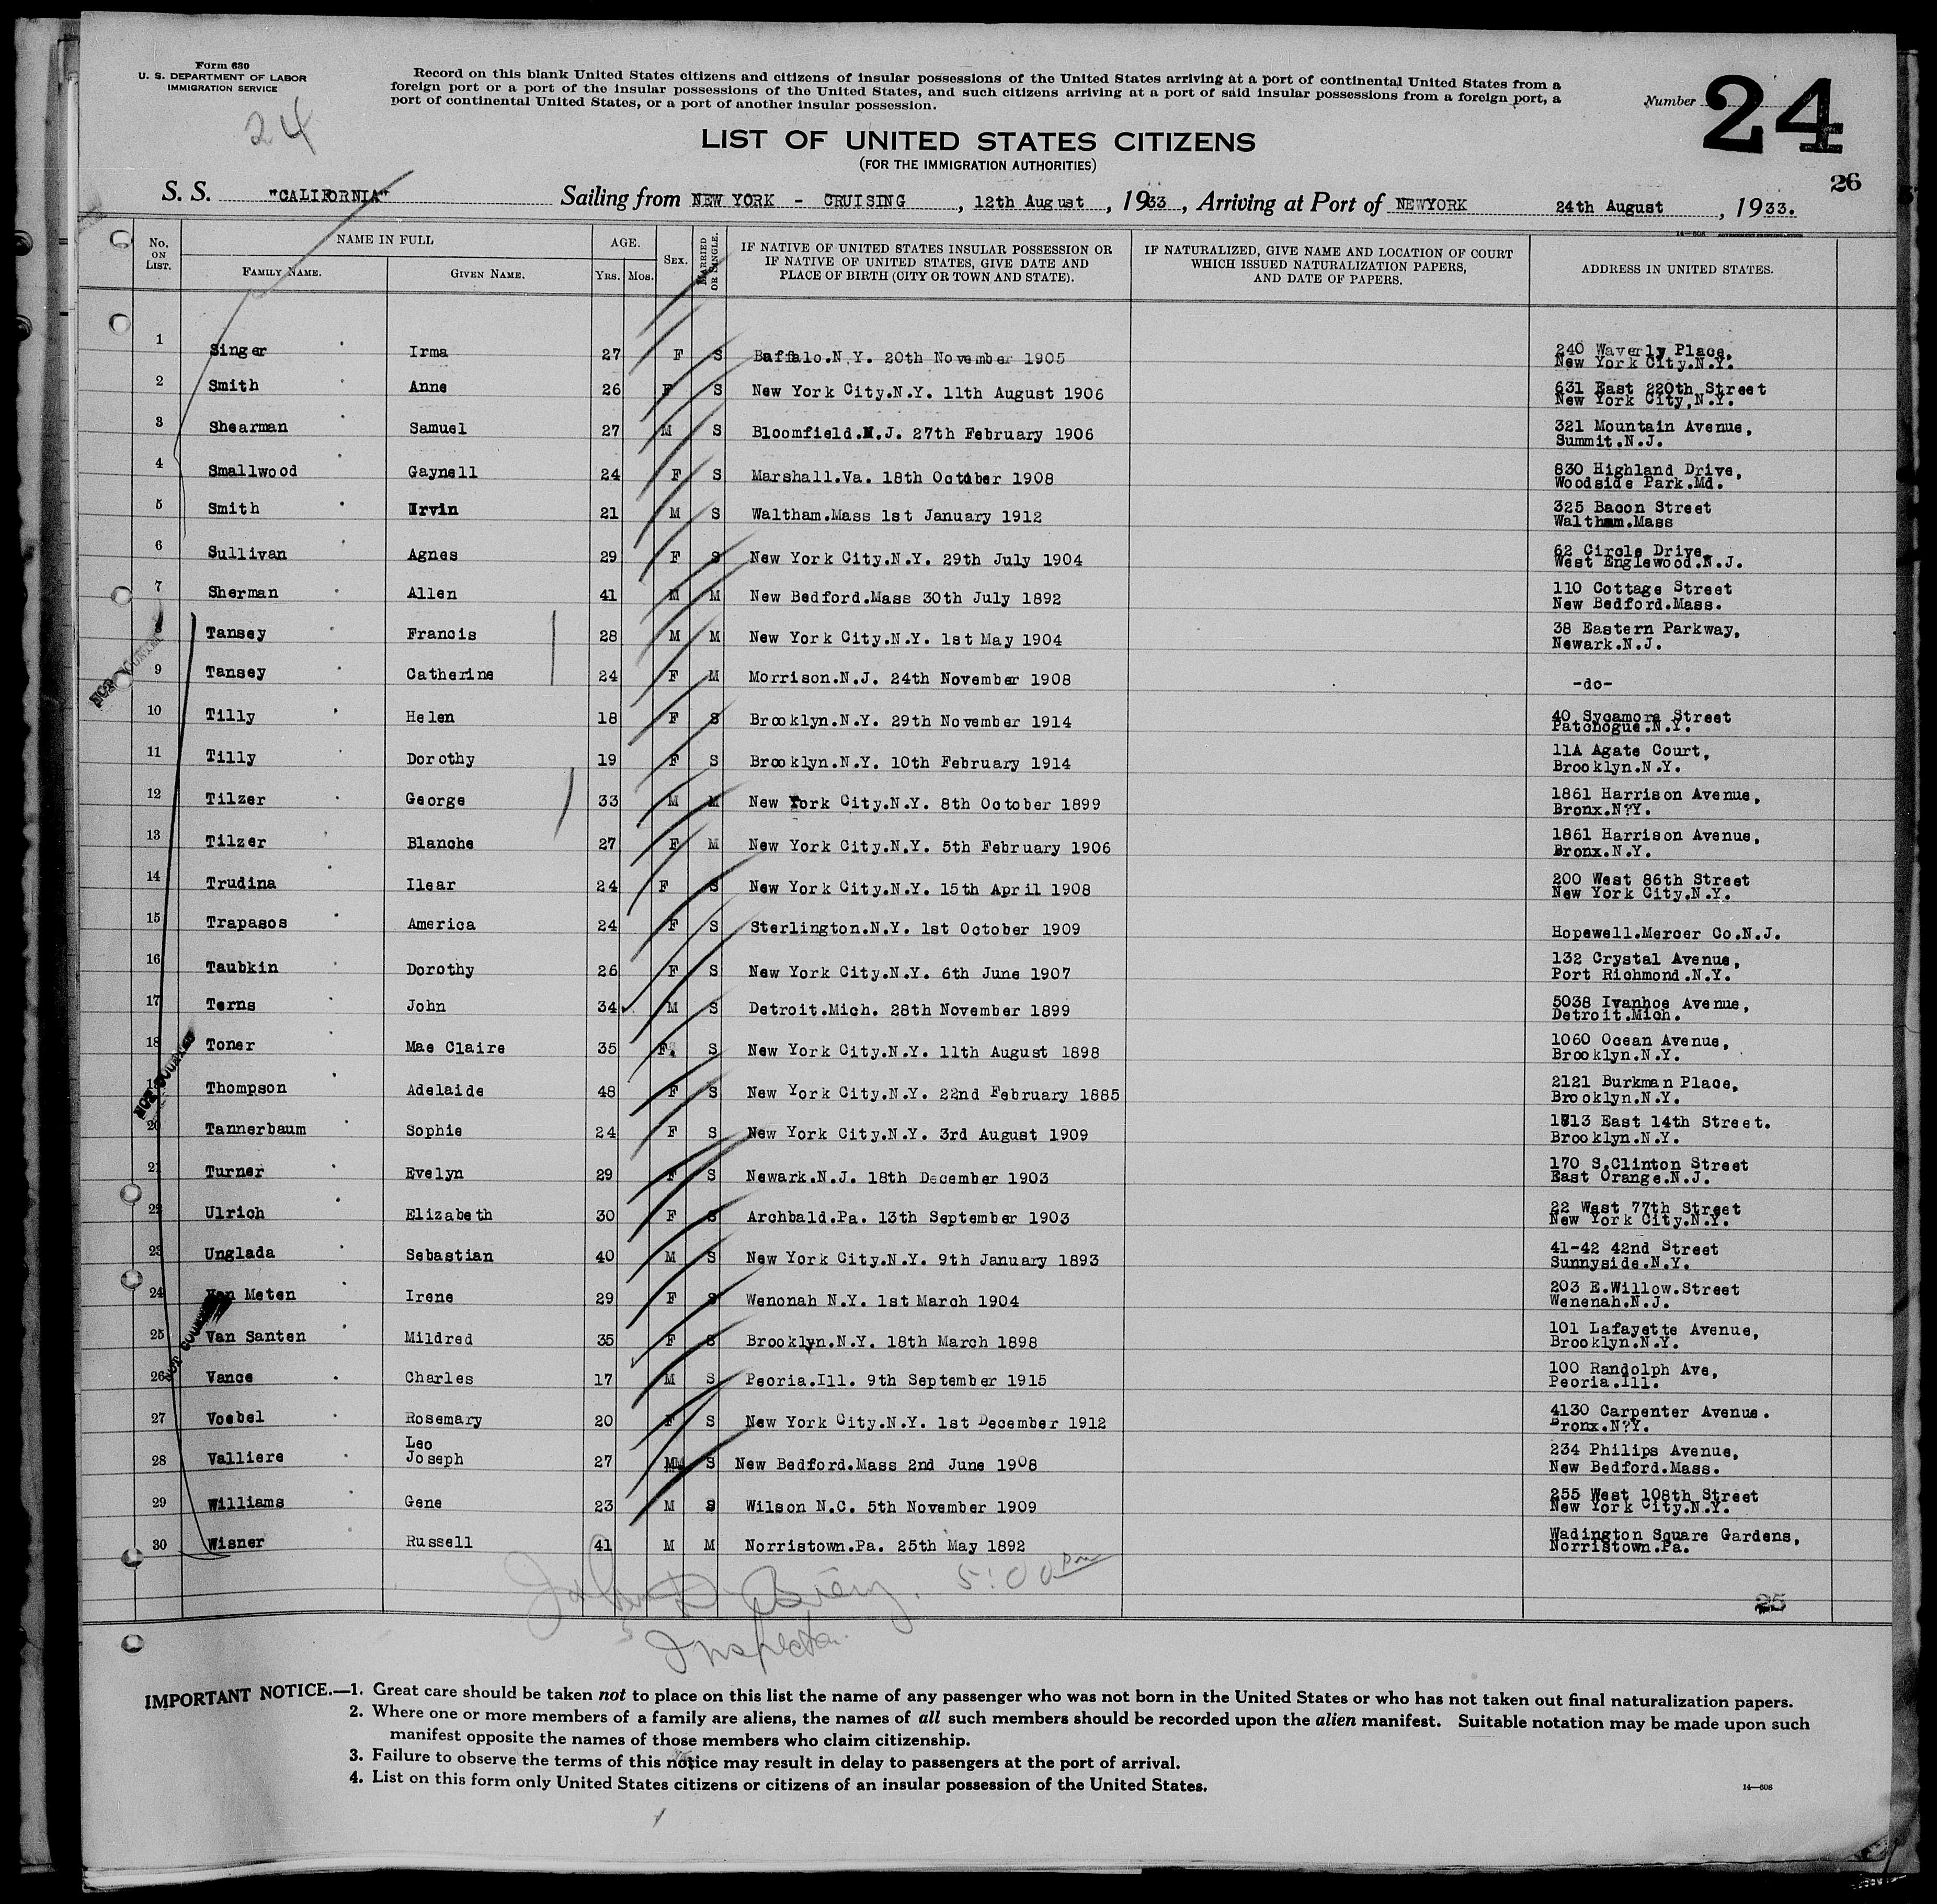 Form 630
U. S. DEPARTMENT OF LABOR
IMMIGRATION SERVICE
24
Record on this blank United States citizens and citizens of insular possessions of the United States arriving at a port of continental United States from a
foreign port or a port of the insular possessions of the United States, and such citizens arriving at a port of said insular possessions from a foreign port, a
port of continental United States, or a port of another insular possession.
Number 24
LIST OF UNITED STATES CITIZENS
(FOR THE IMMIGRATION AUTHORITIES)
26
S. S. "CALIFORNIA" Sailing from NEW YORK - CRUISING , 12th August , 1933 , Arriving at Port of NEWYORK 24th August , 1933.
No. ON LIST. NAME IN FULL FAMILY NAME. GIVEN NAME. AGE. YRS. MOS. SEX. MARRIED OR SINGLE. IF NATIVE OF UNITED STATES INSULAR POSSESSION OR IF NATIVE OF UNITED STATES, GIVE DATE AND PLACE OF BIRTH (CITY OR TOWN AND STATE). IF NATURALIZED, GIVE NAME AND LOCATION OF COURT WHICH ISSUED NATURALIZATION PAPERS, AND DATE OF PAPERS. ADDRESS IN UNITED STATES.
1 Singer Irma 27 F S Baffalo.N.Y. 20th November 1905 240 Waverly Place, New York City.N.Y.
2 Smith Anne 26 F S New York City.N.Y. 11th August 1906 631 East 220th Street New York City,N.Y.
3 Shearman Samuel 27 M S Bloomfield.N.J. 27th February 1906 321 Mountain Avenue, Summit.N.J.
4 Smallwood Gaynell 24 F S Marshall.Va. 18th October 1908 830 Highland Drive, Woodside Park.Md.
5 Smith Irvin 21 M S Waltham.Mass 1st January 1912 325 Bacon Street Waltham.Mass
6 Sullivan Agnes 29 F S New York City.N.Y. 29th July 1904 62 Circle Drive, West Englewood.N.J.
7 Sherman Allen 41 M M New Bedford.Mass 30th July 1892 110 Cottage Street New Bedford.Mass.
8 Tansey Francis 28 M M New York City.N.Y. 1st May 1904 38 Eastern Parkway, Newark.N.J.
9 Tansey Catherine 24 F M Morrison.N.J. 24th November 1908 -do-
10 Tilly Helen 18 F S Brooklyn.N.Y. 29th November 1914 40 Sycamore Street Patchogue.N.Y.
11 Tilly Dorothy 19 F S Brooklyn.N.Y. 10th February 1914 11A Agate Court, Brooklyn.N.Y.
12 Tilzer George 33 M M New York City.N.Y. 8th October 1899 1861 Harrison Avenue, Bronx.N?Y.
13 Tilzer Blanche 27 F M New York City.N.Y. 5th February 1906 1861 Harrison Avenue, Bronx.N.Y.
14 Trudina Ilear 24 F S New York City.N.Y. 15th April 1908 200 West 86th Street New York City.N.Y.
15 Trapasos America 24 F S Sterlington.N.Y. 1st October 1909 Hopewell.Mercer Co.N.J.
16 Taubkin Dorothy 26 F S New York City.N.Y. 6th June 1907 132 Crystal Avenue, Port Richmond.N.Y.
17 Terns John 34 M S Detroit.Mich. 28th November 1899 5038 Ivanhoe Avenue, Detroit.Mich.
18 Toner Mae Claire 35 F. S New York City.N.Y. 11th August 1898 1060 Ocean Avenue, Brooklyn.N.Y.
19 Thompson Adelaide 48 F S New York City.N.Y. 22nd February 1885 2121 Burkman Place, Brooklyn.N.Y.
20 Tannerbaum Sophie 24 F S New York City.N.Y. 3rd August 1909 1813 East 14th Street. Brooklyn.N.Y.
21 Turner Evelyn 29 F S Newark.N.J. 18th December 1903 170 S.Clinton Street East Orange.N.J.
22 Ulrich Elizabeth 30 F S Archbald.Pa. 13th September 1903 22 West 77th Street New York City.N.Y.
23 Unglada Sebastian 40 M S New York City.N.Y. 9th January 1893 41-42 42nd Street Sunnyside.N.Y.
24 Van Meten Irene 29 F S Wenonah N.Y. 1st March 1904 203 E.Willow.Street Wenenah.N.J.
25 Van Santen Mildred 35 F S Brooklyn.N.Y. 18th March 1898 101 Lafayette Avenue, Brooklyn.N.Y.
26 Vance Charles 17 M S Peoria.Ill. 9th September 1915 100 Randolph Ave, Peoria.Ill.
27 Voebel Rosemary 20 F S New York City.N.Y. 1st December 1912 4130 Carpenter Avenue. Bronx.N?Y.
28 Valliere Leo Joseph 27 M S New Bedford.Mass 2nd June 1908 234 Philips Avenue, New Bedford.Mass.
29 Williams Gene 23 M S Wilson N.C. 5th November 1909 255 West 108th Street New York City.N.Y.
30 Wisner Russell 41 M M Norristown.Pa. 25th May 1892 Wadington Square Gardens, Norristown.Pa.
5:00 pm
25
Inspector.
IMPORTANT NOTICE.—1. Great care should be taken not to place on this list the name of any passenger who was not born in the United States or who has not taken out final naturalization papers.
2. Where one or more members of a family are aliens, the names of all such members should be recorded upon the alien manifest. Suitable notation may be made upon such
manifest opposite the names of those members who claim citizenship.
3. Failure to observe the terms of this notice may result in delay to passengers at the port of arrival.
4. List on this form only United States citizens or citizens of an insular possession of the United States.
14—608